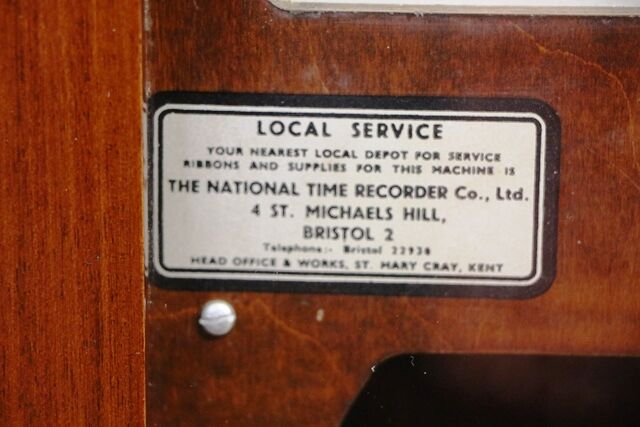 LOCAL SERVICE
YOUR NEAREST LOCAL DEPOT FOR SERVICE
RIBBONS AND SUPPLIES FOR THIS MACHINE IS
THE NATIONAL TIME RECORDER Co., Ltd.
4 ST. MICHAELS HILL,
BRISTOL 2
Telephone:- Bristol 22938
HEAD OFFICE & WORKS, ST. MARY CRAY, KENT